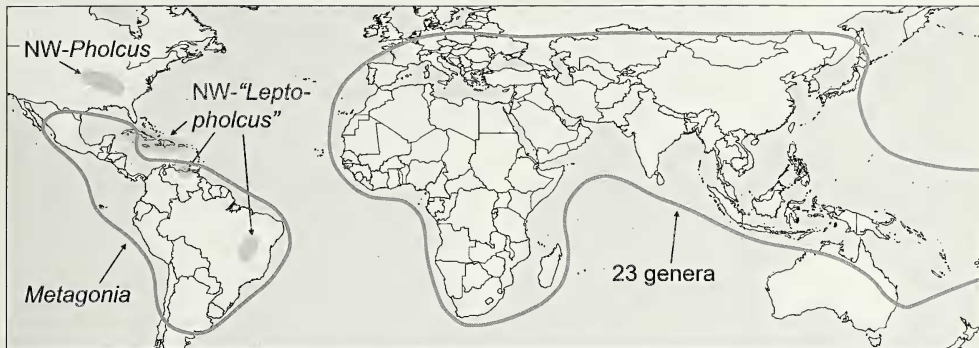 NW-Pholcus
NW-“Lepto-
pholcus”
Metagonia
23 genera